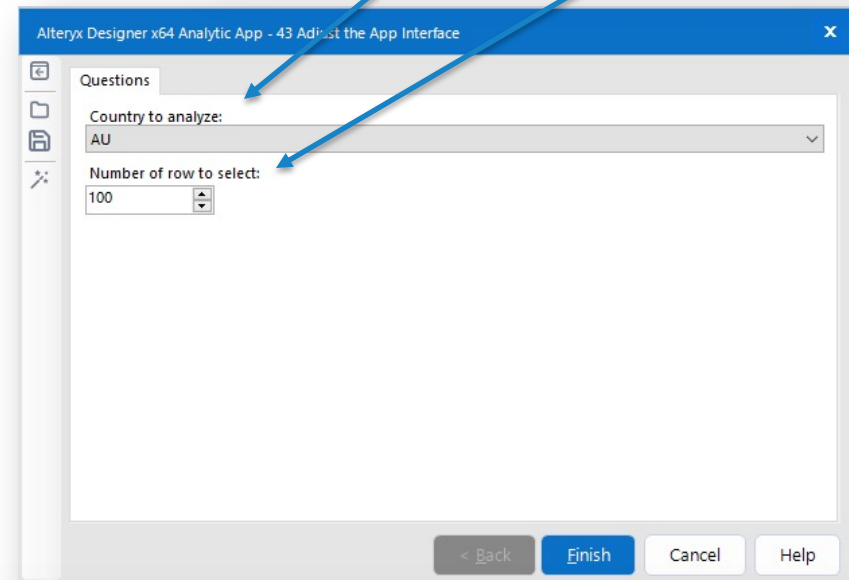 Alteryx Designer x64 Analytic App - 43 Adjust the App Interface
x
Questions
Country to analyze:
AU
Number of row to select:
100
< Back Finish Cancel Help